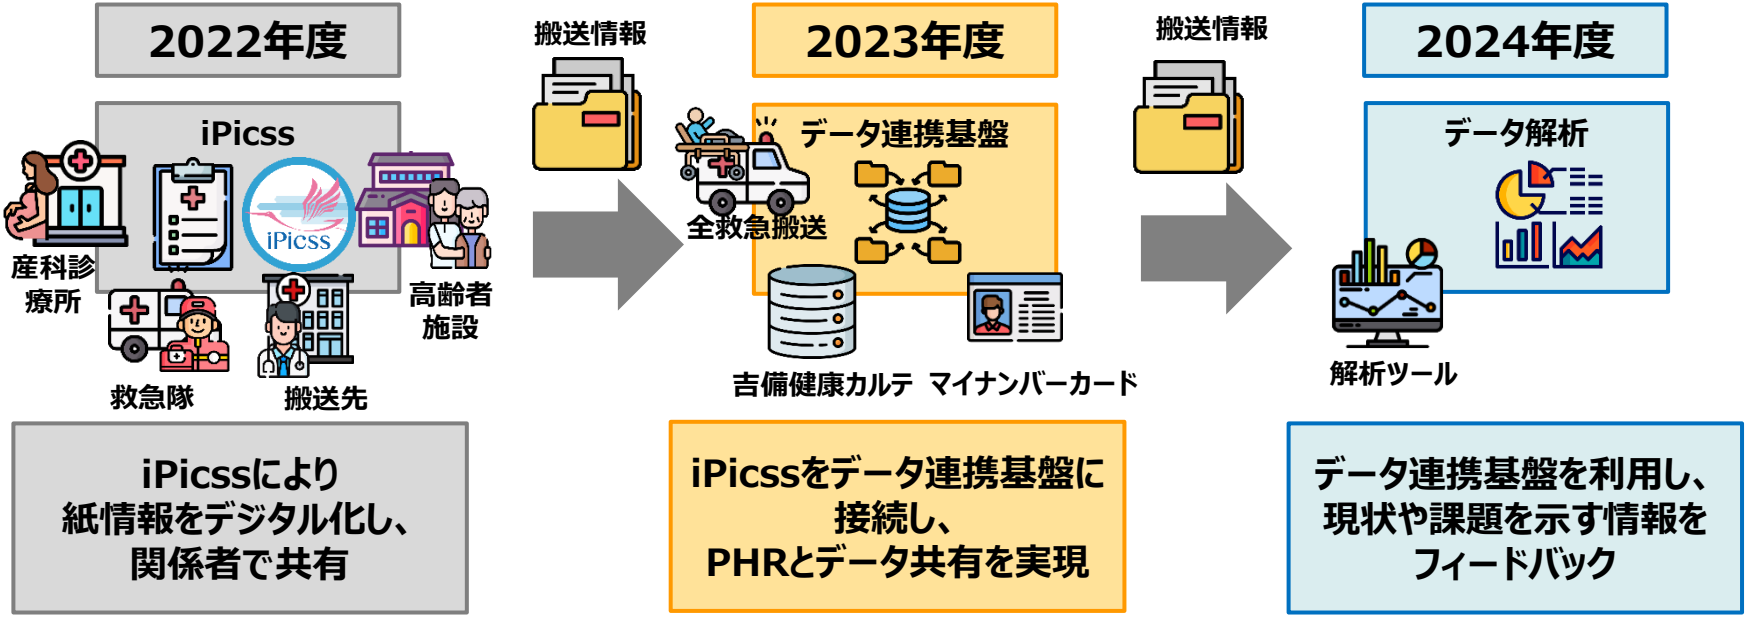 2022年度
iPicss
iPicss
産科診
療所
高齢者
施設
救急隊
搬送先
iPicssにより
紙情報をデジタル化し、
関係者で共有
搬送情報
2023年度
データ連携基盤
全救急搬送
吉備健康カルテ
マイナンバーカード
iPicssをデータ連携基盤に
接続し、
PHRとデータ共有を実現
搬送情報
2024年度
データ解析
解析ツール
データ連携基盤を利用し、
現状や課題を示す情報を
フィードバック